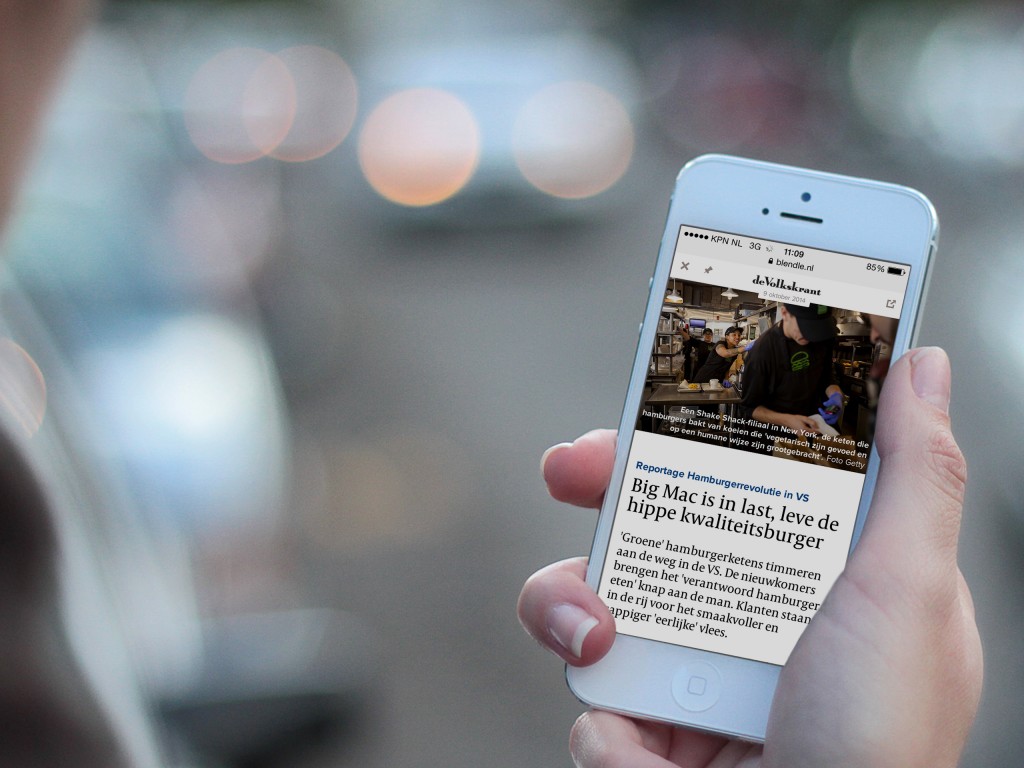 KPN NL 3G 11:09 85%
blendle.nl
deVolkskrant
9 oktober 2014
Een Shake Shack-filiaal in New York, de keten die
hamburgers bakt van koeien die 'vegetarisch zijn gevoed en
op een humane wijze zijn grootgebracht'. Foto Getty
Reportage Hamburgerrevolutie in VS
Big Mac is in last, leve de
hippe kwaliteitsburger
'Groene' hamburgerketens timmeren
aan de weg in de VS. De nieuwkomers
brengen het 'verantwoord hamburger
eten' knap aan de man. Klanten staan
in de rij voor het smaakvoller en
appiger 'eerlijke' vlees.